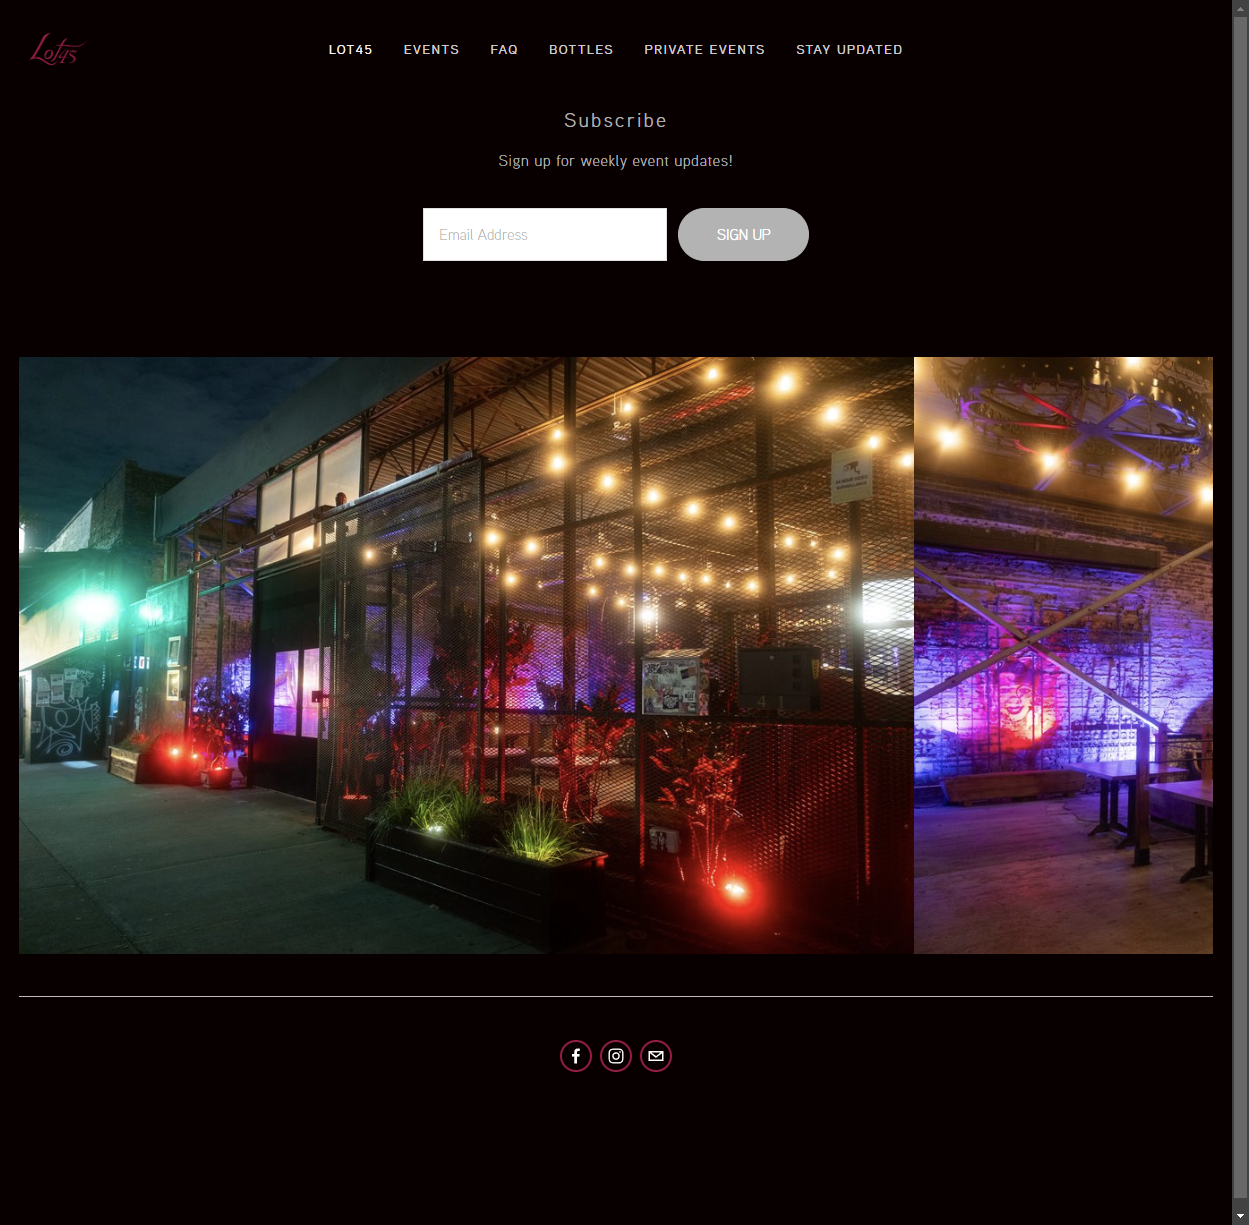 Lot45
LOT45 EVENTS FAQ BOTTLES PRIVATE EVENTS STAY UPDATED
Subscribe
Sign up for weekly event updates!
Email Address SIGN UP